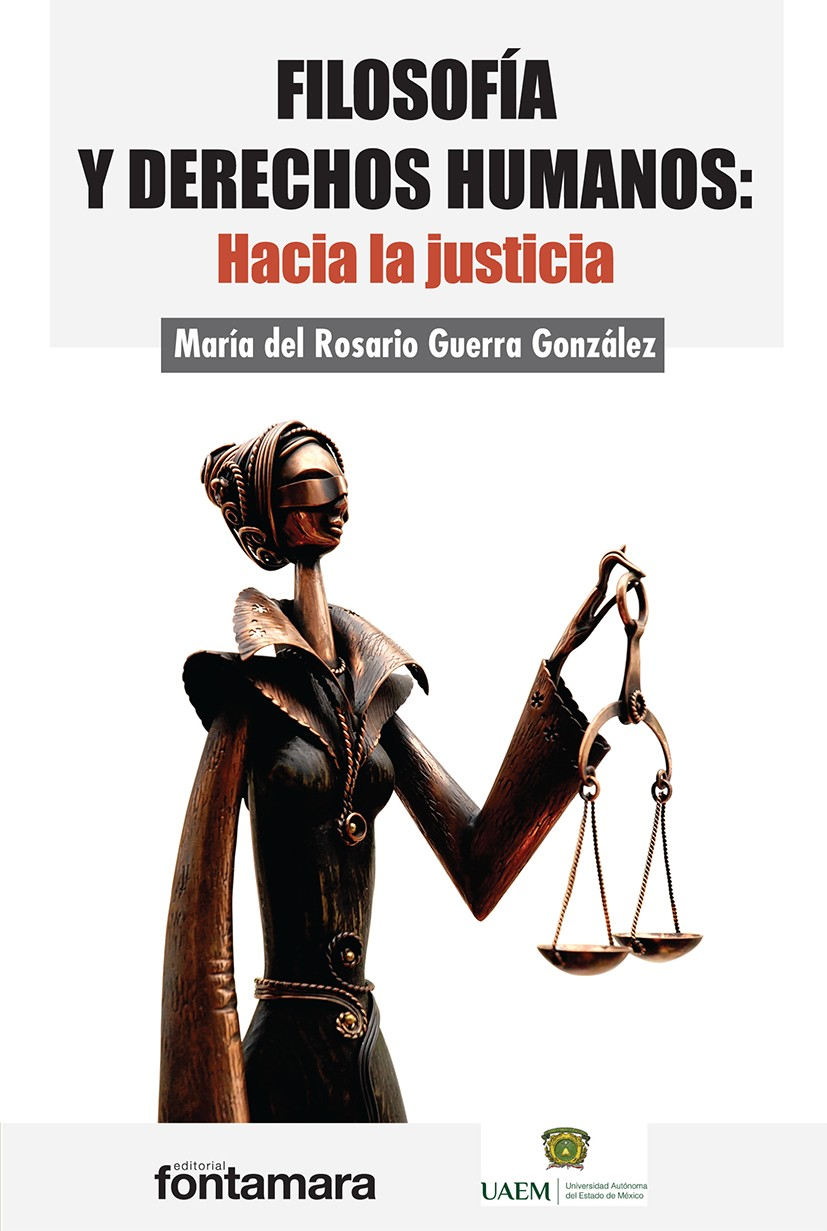 FILOSOFÍA
Y DERECHOS HUMANOS:
Hacia la justicia
María del Rosario Guerra González
editorial
fontamara
UAEM
Universidad Autónoma
del Estado de México